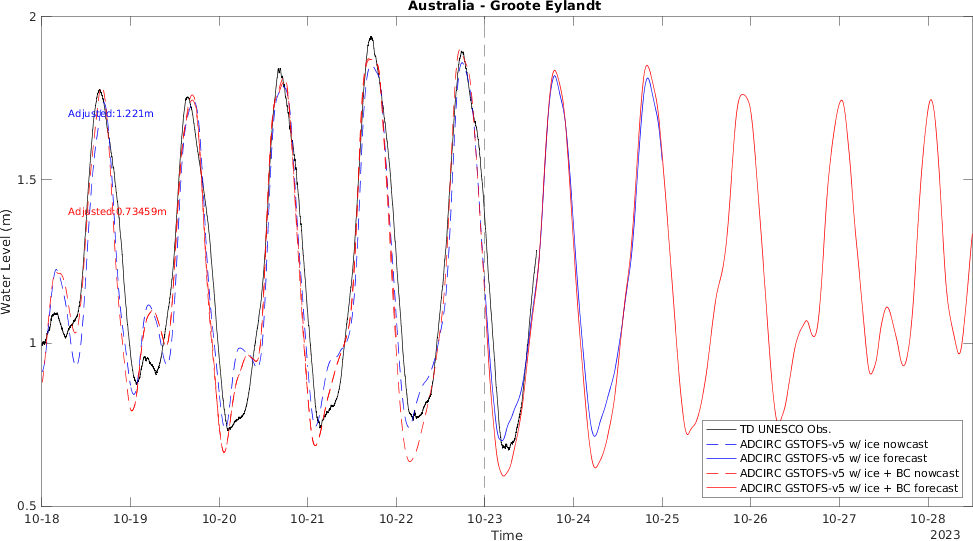 Australia - Groote Eylandt
Water Level (m)
2
1.5
1
0.5
Adjusted:1.221m
Adjusted:0.73459m
TD UNESCO Obs.
ADCIRC GSTOFS-v5 w/ ice nowcast
ADCIRC GSTOFS-v5 w/ ice forecast
ADCIRC GSTOFS-v5 w/ ice + BC nowcast
ADCIRC GSTOFS-v5 w/ ice + BC forecast
10-18 10-19 10-20 10-21 10-22 10-23 10-24 10-25 10-26 10-27 10-28
Time
2023